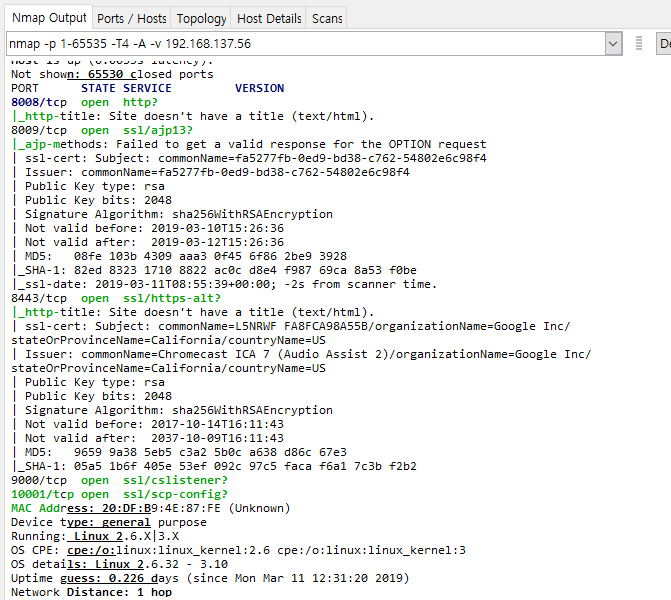 Nmap Output Ports / Hosts Topology Host Details Scans
nmap -p 1-65535 -T4 -A -v 192.168.137.56
Host is up (0.0055s latency).
Not shown: 65530 closed ports
PORT STATE SERVICE VERSION
8008/tcp open http?
|_http-title: Site doesn't have a title (text/html).
8009/tcp open ssl/ajp13?
|_ajp-methods: Failed to get a valid response for the OPTION request
| ssl-cert: Subject: commonName=fa5277fb-0ed9-bd38-c762-54802e6c98f4
| Issuer: commonName=fa5277fb-0ed9-bd38-c762-54802e6c98f4
| Public Key type: rsa
| Public Key bits: 2048
| Signature Algorithm: sha256WithRSAEncryption
| Not valid before: 2019-03-10T15:26:36
| Not valid after: 2019-03-12T15:26:36
| MD5: 08fe 103b 4309 aaa3 0f45 6f86 2be9 3928
|_SHA-1: 82ed 8323 1710 8822 ac0c d8e4 f987 69ca 8a53 f0be
|_ssl-date: 2019-03-11T08:55:39+00:00; -2s from scanner time.
8443/tcp open ssl/https-alt?
|_http-title: Site doesn't have a title (text/html).
| ssl-cert: Subject: commonName=L5NRWF FA8FCA98A55B/organizationName=Google Inc/
stateOrProvinceName=California/countryName=US
| Issuer: commonName=Chromecast ICA 7 (Audio Assist 2)/organizationName=Google Inc/
stateOrProvinceName=California/countryName=US
| Public Key type: rsa
| Public Key bits: 2048
| Signature Algorithm: sha256WithRSAEncryption
| Not valid before: 2017-10-14T16:11:43
| Not valid after: 2037-10-09T16:11:43
| MD5: 9659 9a38 5eb5 c3a2 5b0c a638 d86c 67e3
|_SHA-1: 05a5 1b6f 405e 53ef 092c 97c5 faca f6a1 7c3b f2b2
9000/tcp open ssl/cslistener?
10001/tcp open ssl/scp-config?
MAC Address: 20:DF:B9:4E:87:FE (Unknown)
Device type: general purpose
Running: Linux 2.6.X|3.X
OS CPE: cpe:/o:linux:linux_kernel:2.6 cpe:/o:linux:linux_kernel:3
OS details: Linux 2.6.32 - 3.10
Uptime guess: 0.226 days (since Mon Mar 11 12:31:20 2019)
Network Distance: 1 hop